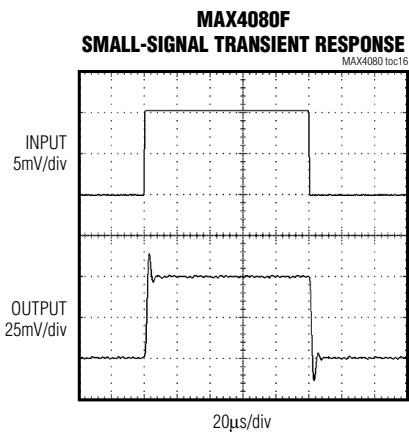 MAX4080F
SMALL-SIGNAL TRANSIENT RESPONSE
MAX4080 toc16
INPUT
5mV/div
OUTPUT
25mV/div
20μs/div